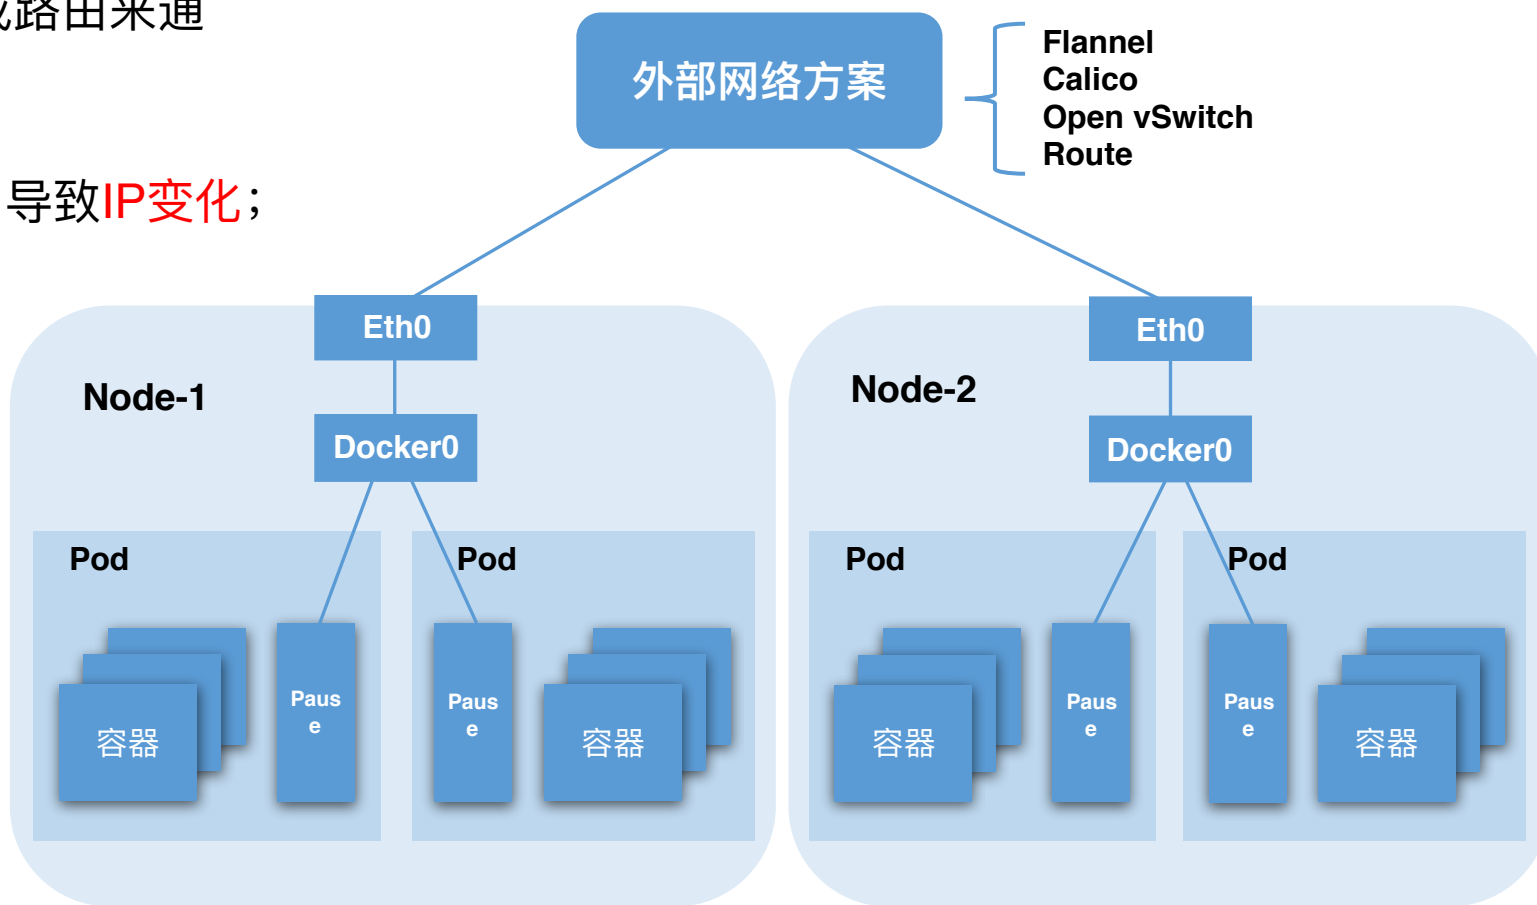 或路由来通
外部网络方案
Flannel
Calico
Open vSwitch
Route
导致IP变化；
Eth0
Eth0
Node-1
Node-2
Docker0
Docker0
Pod
Pod
Pod
Pod
容器
Paus
e
Paus
e
容器
容器
Paus
e
Paus
e
容器